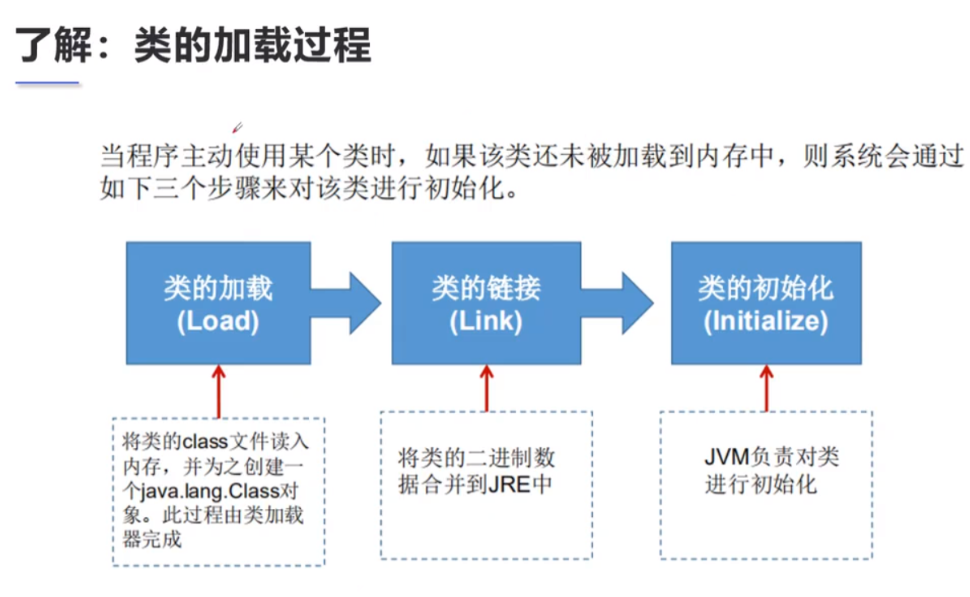 了解：类的加载过程
当程序主动使用某个类时，如果该类还未被加载到内存中，则系统会通过
如下三个步骤来对该类进行初始化。
类的加载
(Load)
类的链接
(Link)
类的初始化
(Initialize)
将类的class文件读入
内存，并为之创建一
个java.lang.Class对
象。此过程由类加载
器完成
将类的二进制数
据合并到JRE中
JVM负责对类
进行初始化